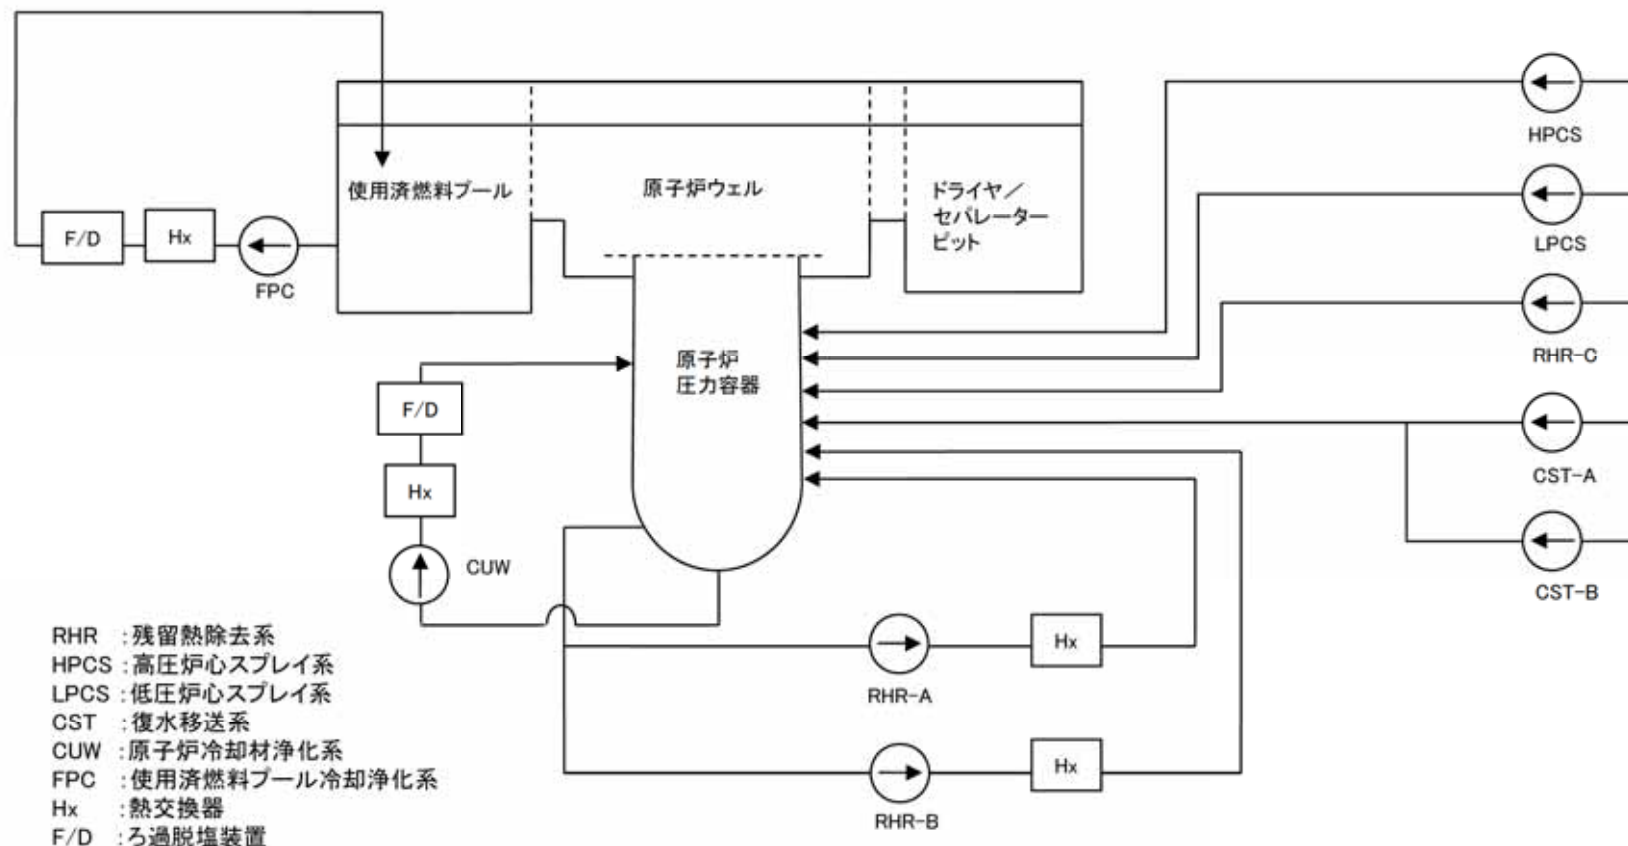 HPCS
使用済燃料プール
原子炉ウェル
ドライヤ／
セパレーター
ピット
F/D
Hx
FPC
LPCS
RHR-C
原子炉
圧力容器
F/D
Hx
CUW
CST-A
CST-B
Hx
RHR-A
Hx
RHR-B
RHR :残留熱除去系
HPCS :高圧炉心スプレイ系
LPCS :低圧炉心スプレイ系
CST :復水移送系
CUW :原子炉冷却材浄化系
FPC :使用済燃料プール冷却浄化系
Hx :熱交換器
F/D :ろ過脱塩装置